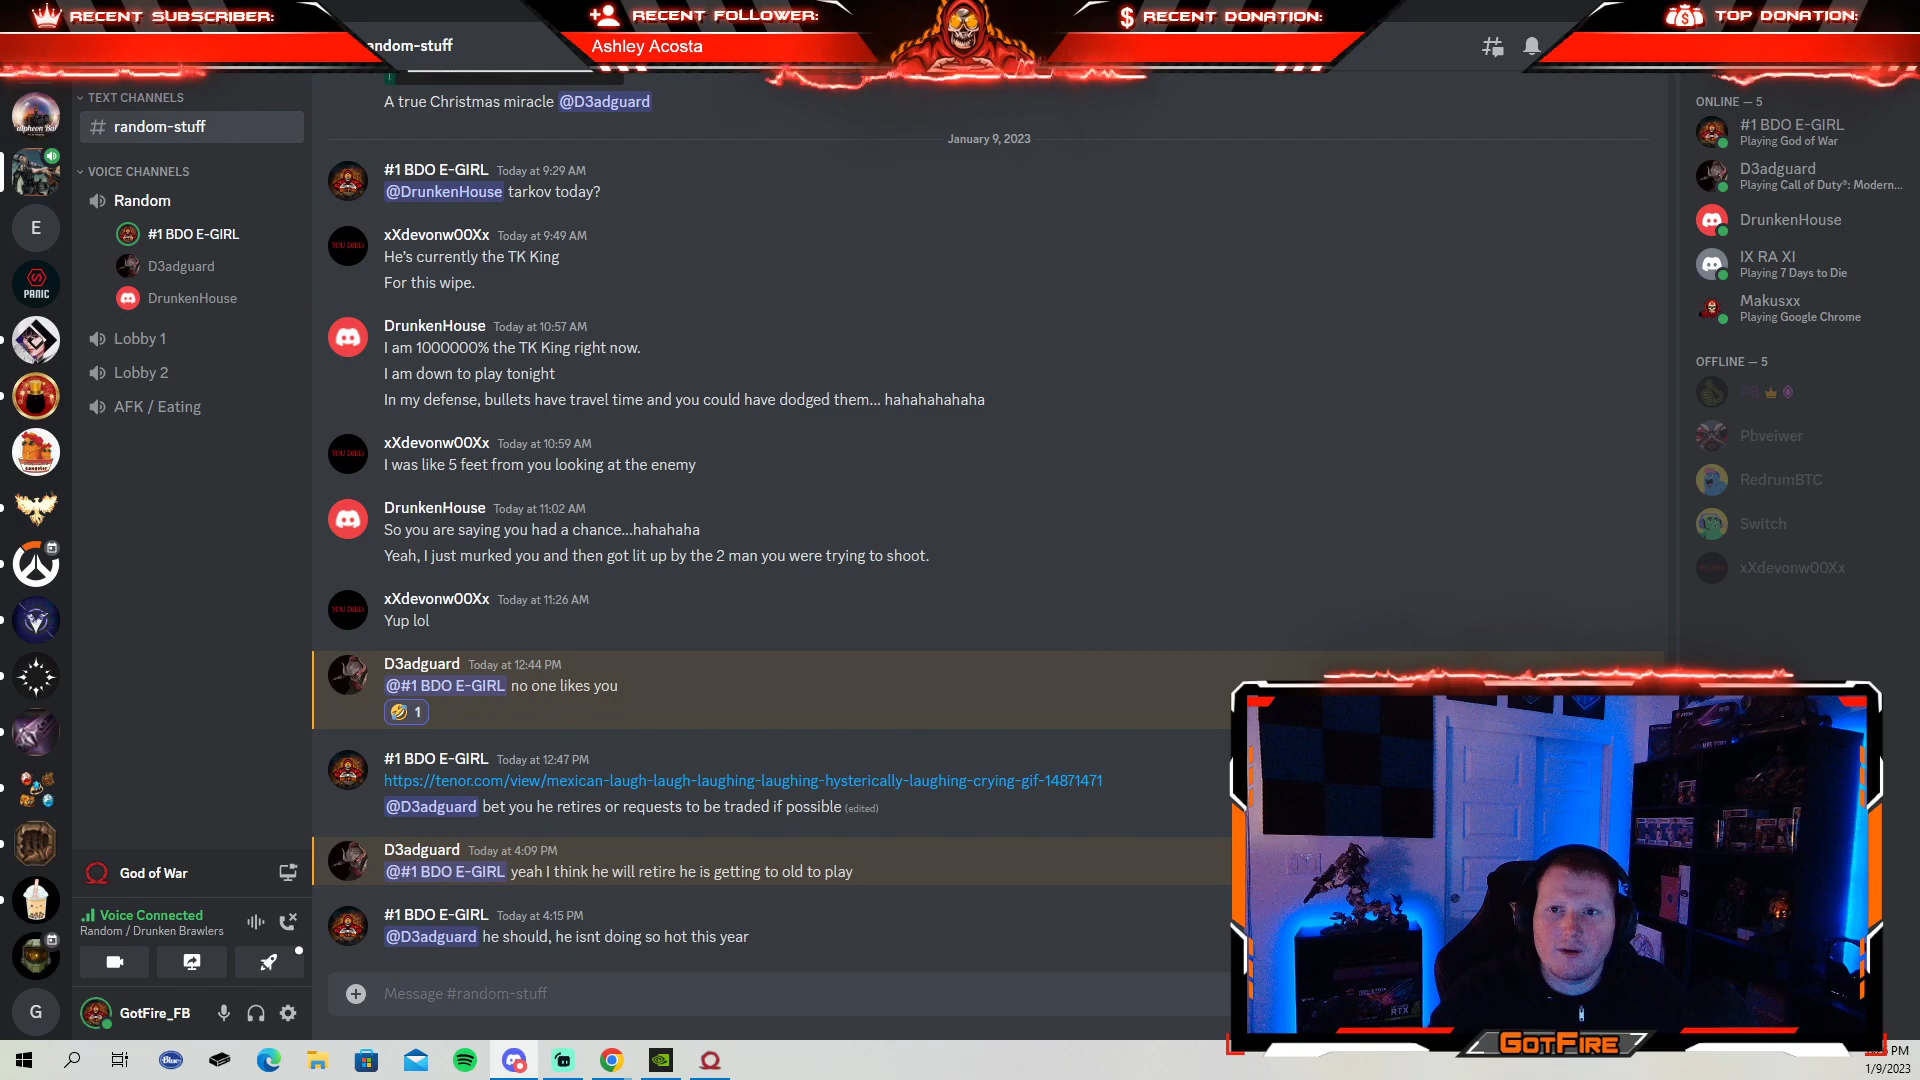 RECENT SUBSCRIBER:
RECENT FOLLOWER:
Ashley Acosta
RECENT DONATION:
TOP DONATION:
andom-stuff
TEXT CHANNELS
random-stuff
VOICE CHANNELS
Random
#1 BDO E-GIRL
D3adguard
DrunkenHouse
Lobby 1
Lobby 2
AFK / Eating
E
PANIC
G
God of War
Voice Connected
Random / Drunken Brawlers
GotFire_FB
A true Christmas miracle @D3adguard
January 9, 2023
#1 BDO E-GIRL Today at 9:29 AM
@DrunkenHouse tarkov today?
YOU DIED
xXdevonw00Xx Today at 9:49 AM
He's currently the TK King
For this wipe.
DrunkenHouse Today at 10:57 AM
I am 1000000% the TK King right now.
I am down to play tonight
In my defense, bullets have travel time and you could have dodged them... hahahahahaha
YOU DIED
xXdevonw00Xx Today at 10:59 AM
I was like 5 feet from you looking at the enemy
DrunkenHouse Today at 11:02 AM
So you are saying you had a chance...hahahaha
Yeah, I just murked you and then got lit up by the 2 man you were trying to shoot.
YOU DIED
xXdevonw00Xx Today at 11:26 AM
Yup lol
D3adguard Today at 12:44 PM
@#1 BDO E-GIRL no one likes you
1
#1 BDO E-GIRL Today at 12:47 PM
https://tenor.com/view/mexican-laugh-laugh-laughing-laughing-hysterically-laughing-crying-gif-14871471
@D3adguard bet you he retires or requests to be traded if possible (edited)
D3adguard Today at 4:09 PM
@#1 BDO E-GIRL yeah I think he will retire he is getting to old to play
#1 BDO E-GIRL Today at 4:15 PM
@D3adguard he should, he isnt doing so hot this year
Message #random-stuff
ONLINE — 5
#1 BDO E-GIRL
Playing God of War
D3adguard
Playing Call of Duty®: Modern...
DrunkenHouse
IX RA XI
Playing 7 Days to Die
Makusxx
Playing Google Chrome
OFFLINE — 5
PB
Pbveiwer
RedrumBTC
Switch
xXdevonw00Xx
RTX
GOTFIRE
Blue
PM
1/9/2023